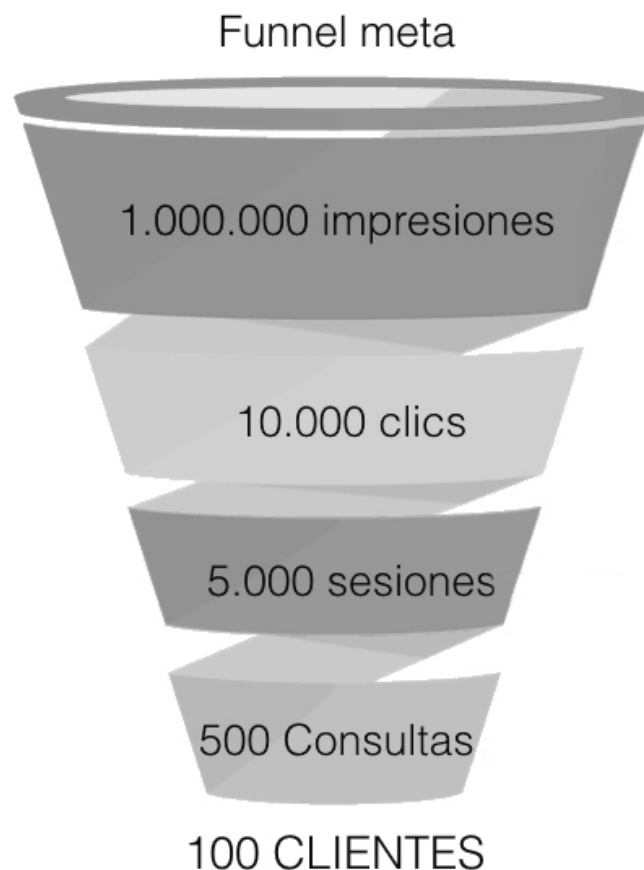 Funnel meta
1.000.000 impresiones
10.000 clics
5.000 sesiones
500 Consultas
100 CLIENTES